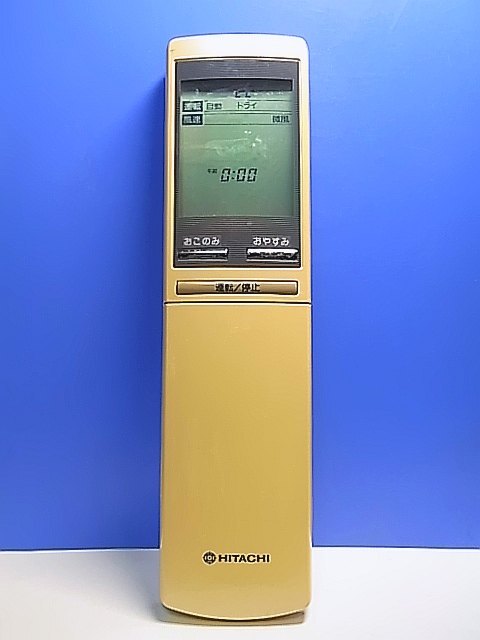 運転 自動 ドライ
風速 微風
午前 0:00
おこのみ おやすみ
運転/停止
HITACHI